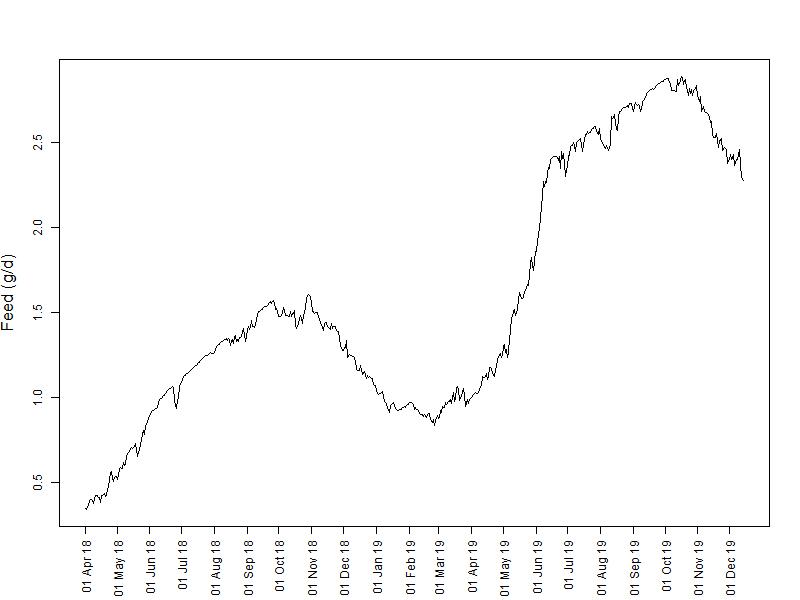 Feed (g/d)
2.5
2.0
1.5
1.0
0.5
01 Apr 18
01 May 18
01 Jun 18
01 Jul 18
01 Aug 18
01 Sep 18
01 Oct 18
01 Nov 18
01 Dec 18
01 Jan 19
01 Feb 19
01 Mar 19
01 Apr 19
01 May 19
01 Jun 19
01 Jul 19
01 Aug 19
01 Sep 19
01 Oct 19
01 Nov 19
01 Dec 19